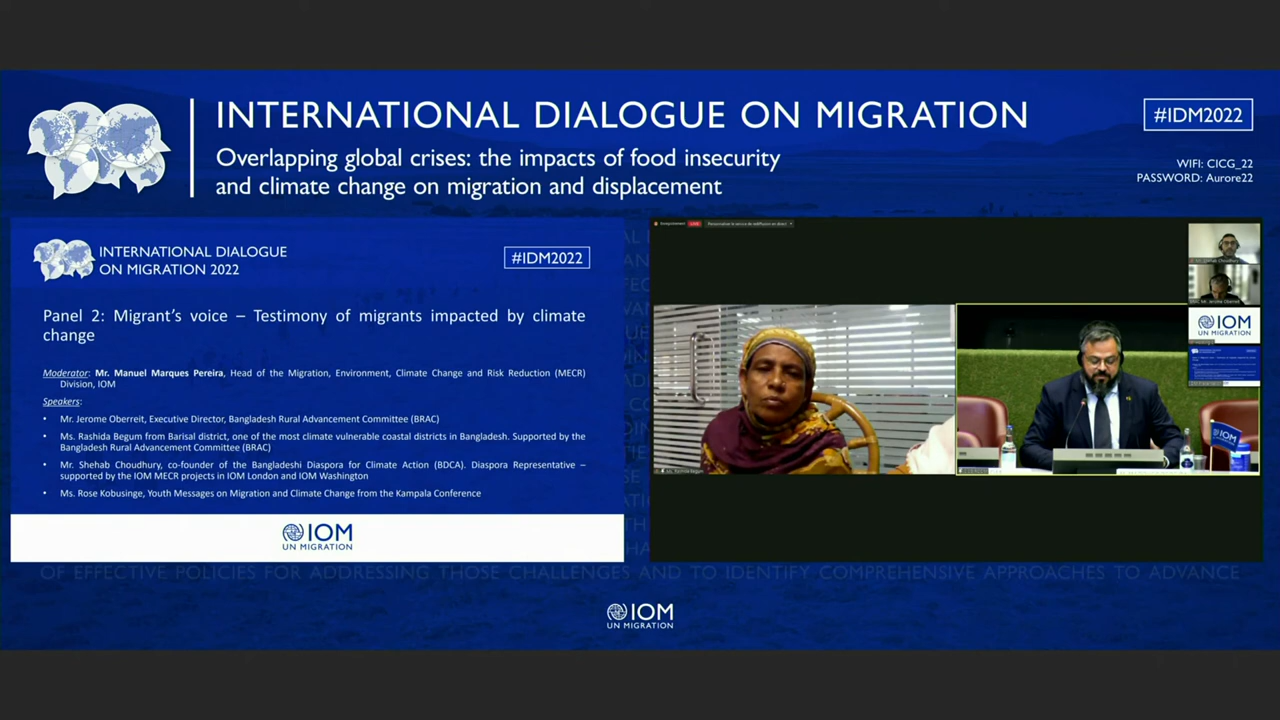 INTERNATIONAL DIALOGUE ON MIGRATION
Overlapping global crises: the impacts of food insecurity
and climate change on migration and displacement
#IDM2022
WIFI: CICG_22
PASSWORD: Aurore22
INTERNATIONAL DIALOGUE
ON MIGRATION 2022
#IDM2022
Panel 2: Migrant's voice – Testimony of migrants impacted by climate
change
Moderator: Mr. Manuel Marques Pereira, Head of the Migration, Environment, Climate Change and Risk Reduction (MECR)
Division, IOM
Speakers:
• Mr. Jerome Oberreit, Executive Director, Bangladesh Rural Advancement Committee (BRAC)
• Ms. Rashida Begum from Barisal district, one of the most climate vulnerable coastal districts in Bangladesh. Supported by the
Bangladesh Rural Advancement Committee (BRAC)
• Mr. Shehab Choudhury, co-founder of the Bangladeshi Diaspora for Climate Action (BDCA). Diaspora Representative –
supported by the IOM MECR projects in IOM London and IOM Washington
• Ms. Rose Kobusinge, Youth Messages on Migration and Climate Change from the Kampala Conference
IOM
UN MIGRATION
LIVE
IOM
UN MIGRATION
IOM
OF EFFECTIVE POLICIES FOR ADDRESSING THOSE CHALLENGES AND TO IDENTIFY COMPREHENSIVE APPROACHES TO ADVANCE
IOM
UN MIGRATION